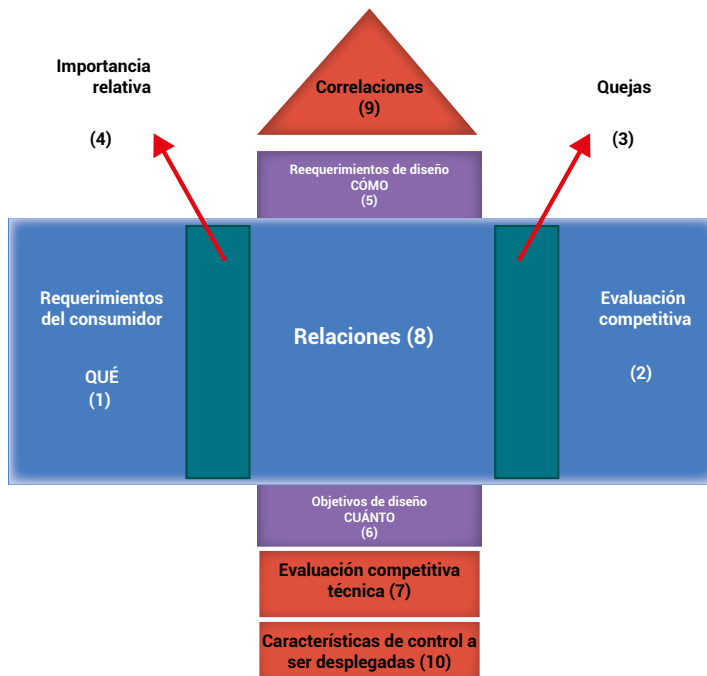 Importancia
relativa
(4)
Correlaciones
(9)
Quejas
(3)
Reequerimientos de diseño
CÓMO
(5)
Requerimientos
del consumidor
QUÉ
(1)
Relaciones (8)
Evaluación
competitiva
(2)
Objetivos de diseño
CUÁNTO
(6)
Evaluación competitiva
técnica (7)
Características de control a
ser desplegadas (10)